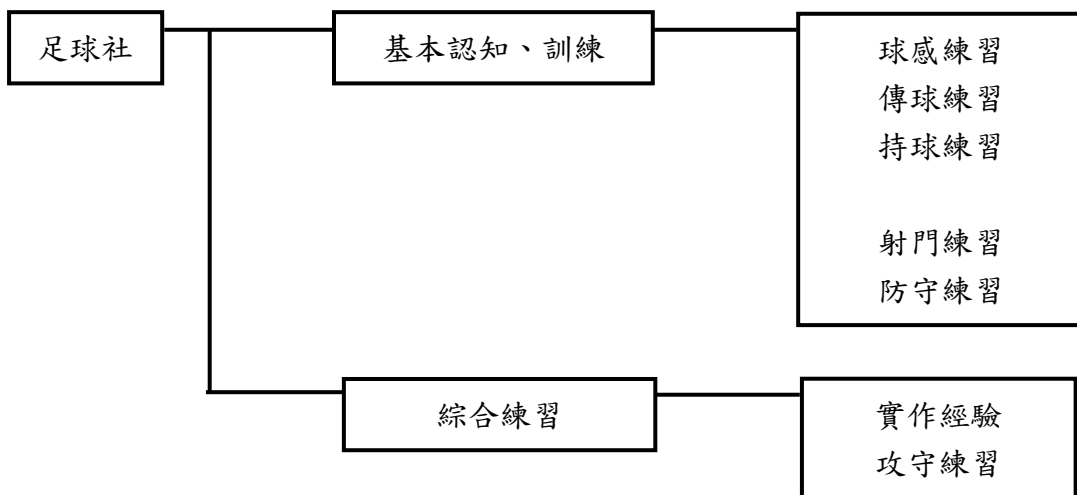 足球社
基本認知、訓練
球感練習
傳球練習
持球練習
射門練習
防守練習
綜合練習
實作經驗
攻守練習